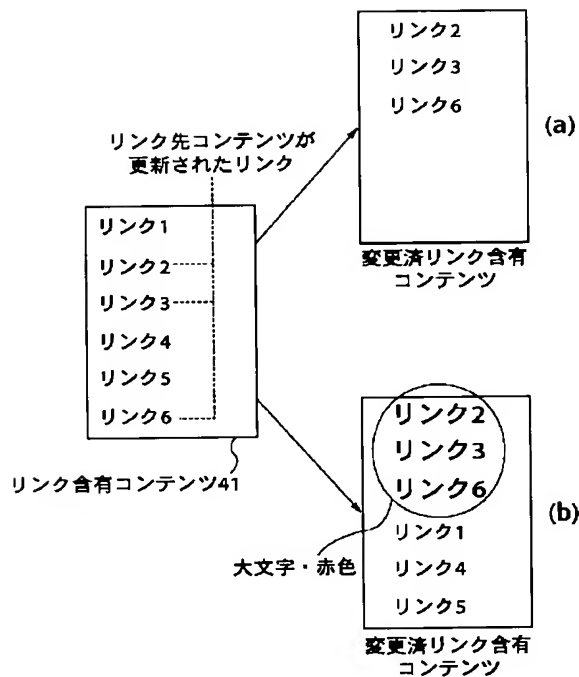 リンク2
リンク3
リンク6
(a)
変更済リンク含有
コンテンツ
リンク先コンテンツが
更新されたリンク
リンク1
リンク2
リンク3
リンク4
リンク5
リンク6
リンク含有コンテンツ41
リンク2
リンク3
リンク6
リンク1
リンク4
リンク5
(b)
大文字・赤色
変更済リンク含有
コンテンツ